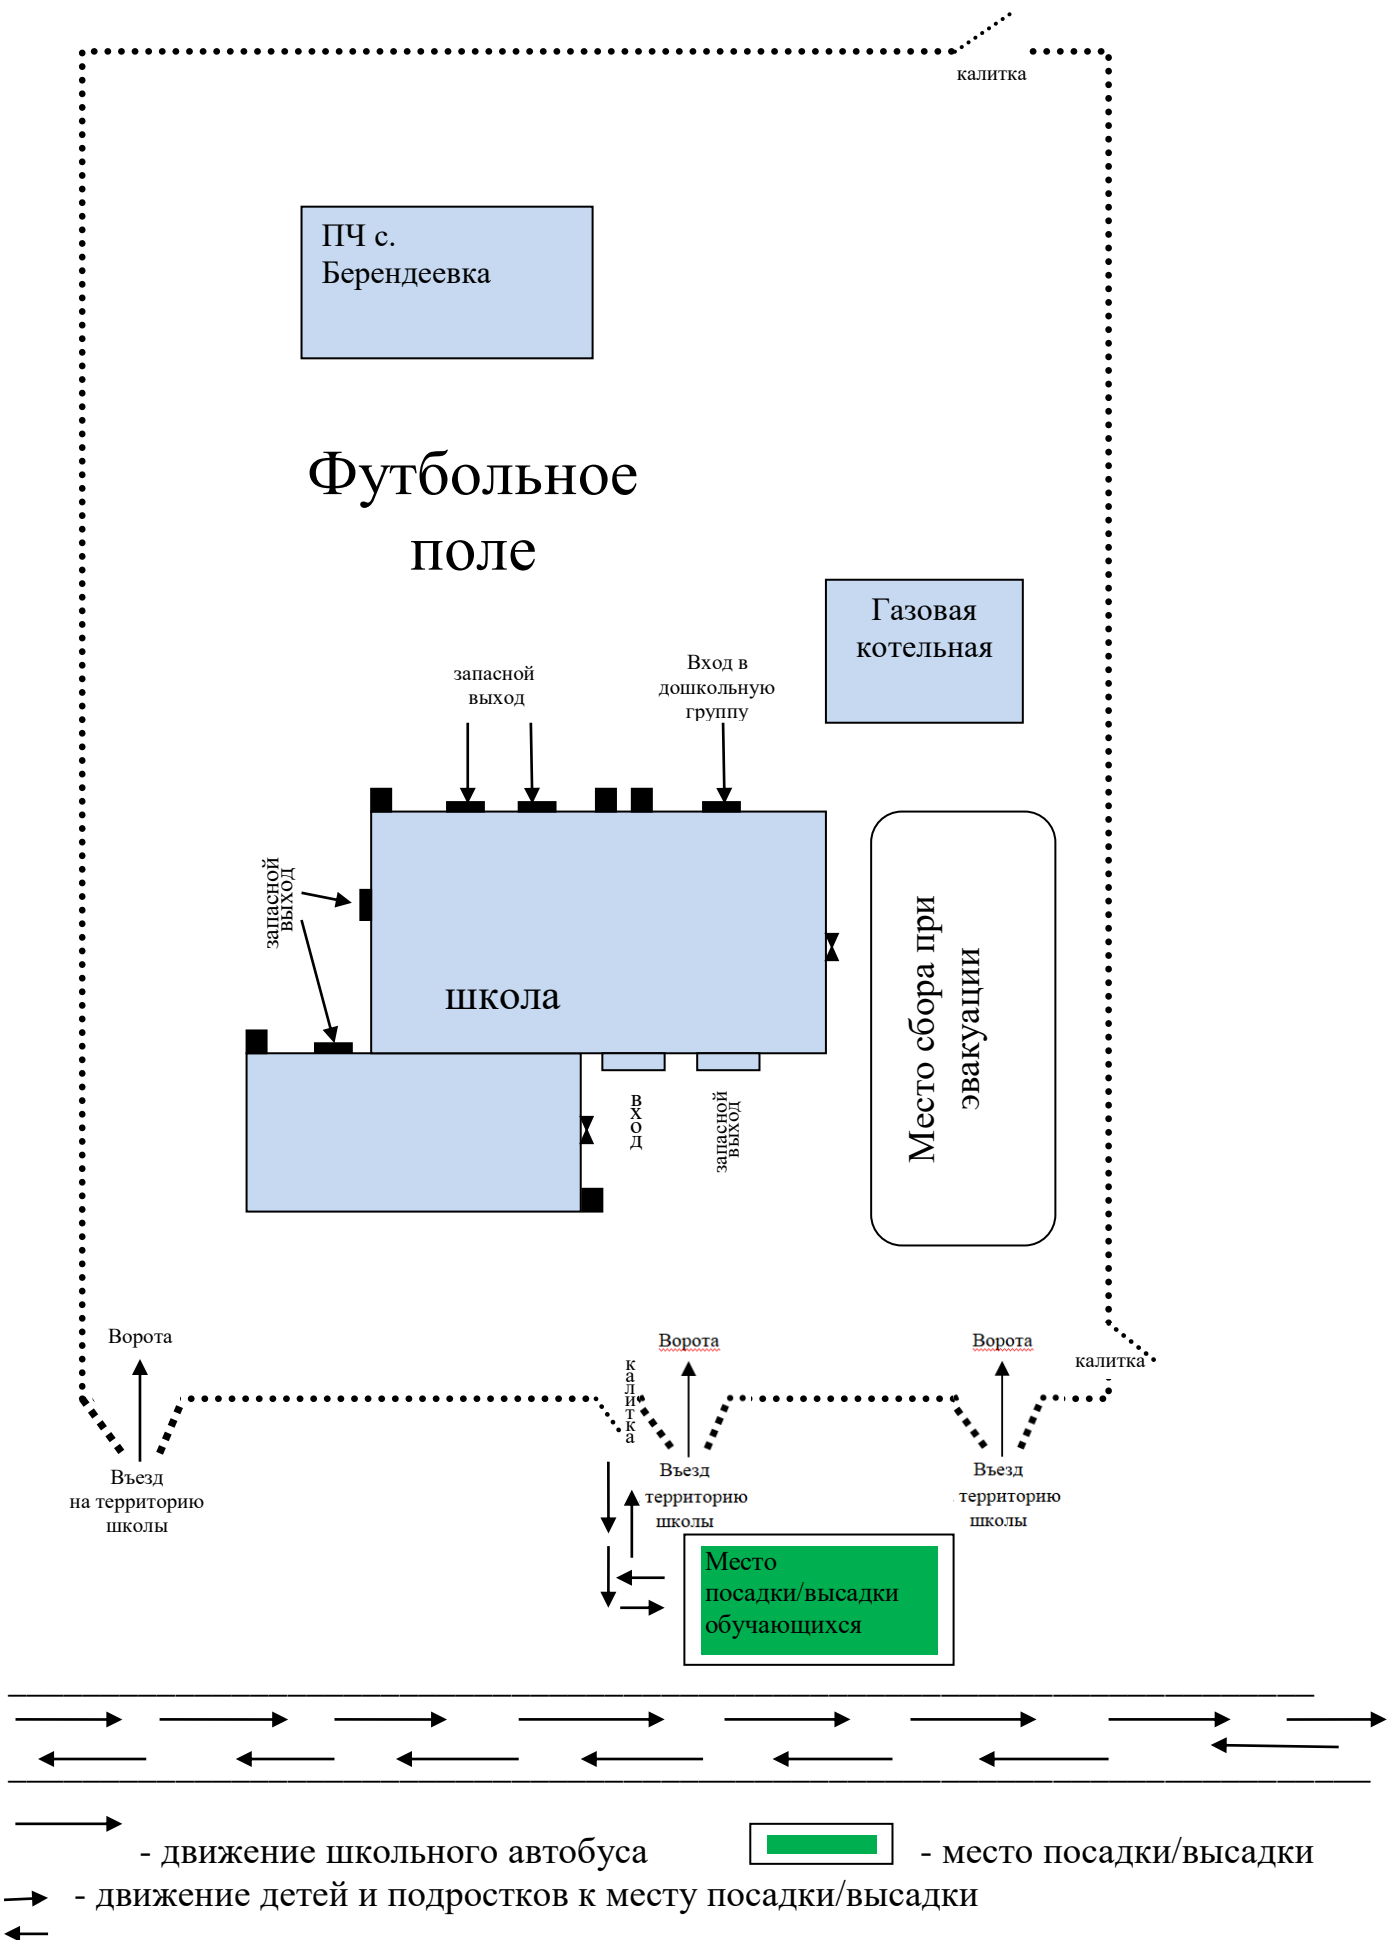 калитка
ПЧ с.
Берендеевка
Футбольное
поле
Газовая
котельная
запасной
выход
Вход в
дошкольную
группу
запасной
выход
школа
Место сбора при
эвакуации
вход
запасной
выход
Ворота
калитка
Ворота
Ворота
калитка
Въезд
на территорию
школы
Въезд
территорию
школы
Въезд
территорию
школы
Место
посадки/высадки
обучающихся
- движение школьного автобуса
- место посадки/высадки
- движение детей и подростков к месту посадки/высадки